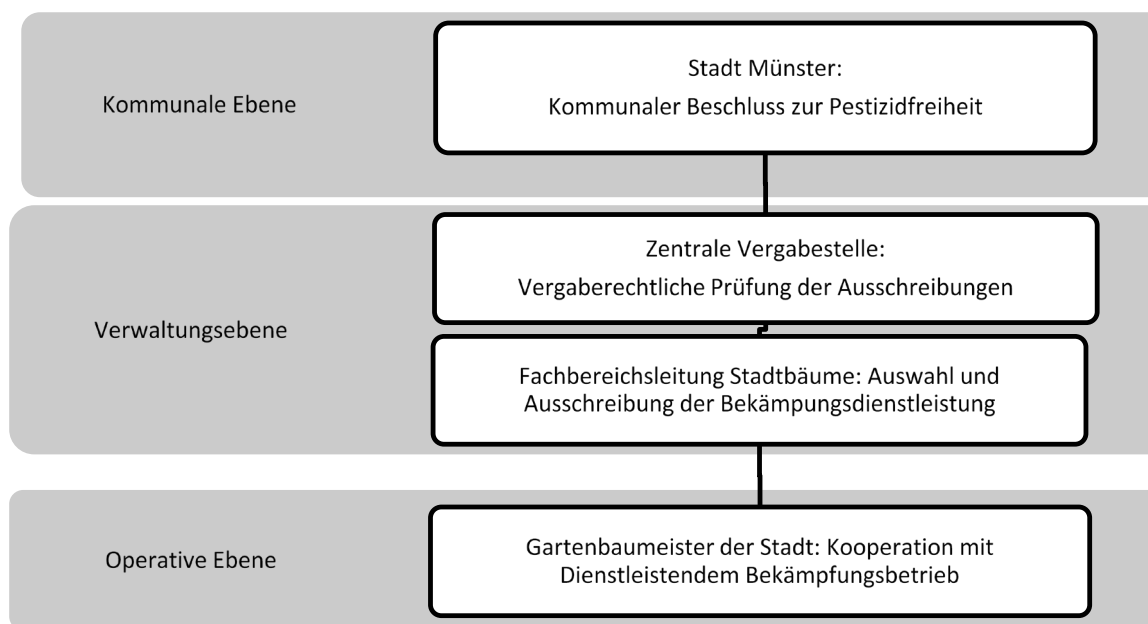 Kommunale Ebene
Stadt Münster:
Kommunaler Beschluss zur Pestizidfreiheit
Verwaltungsebene
Zentrale Vergabestelle:
Vergaberechtliche Prüfung der Ausschreibungen
Fachbereichsleitung Stadtbäume: Auswahl und
Ausschreibung der Bekämpungsdienstleistung
Operative Ebene
Gartenbaumeister der Stadt: Kooperation mit
Dienstleistendem Bekämpfungsbetrieb